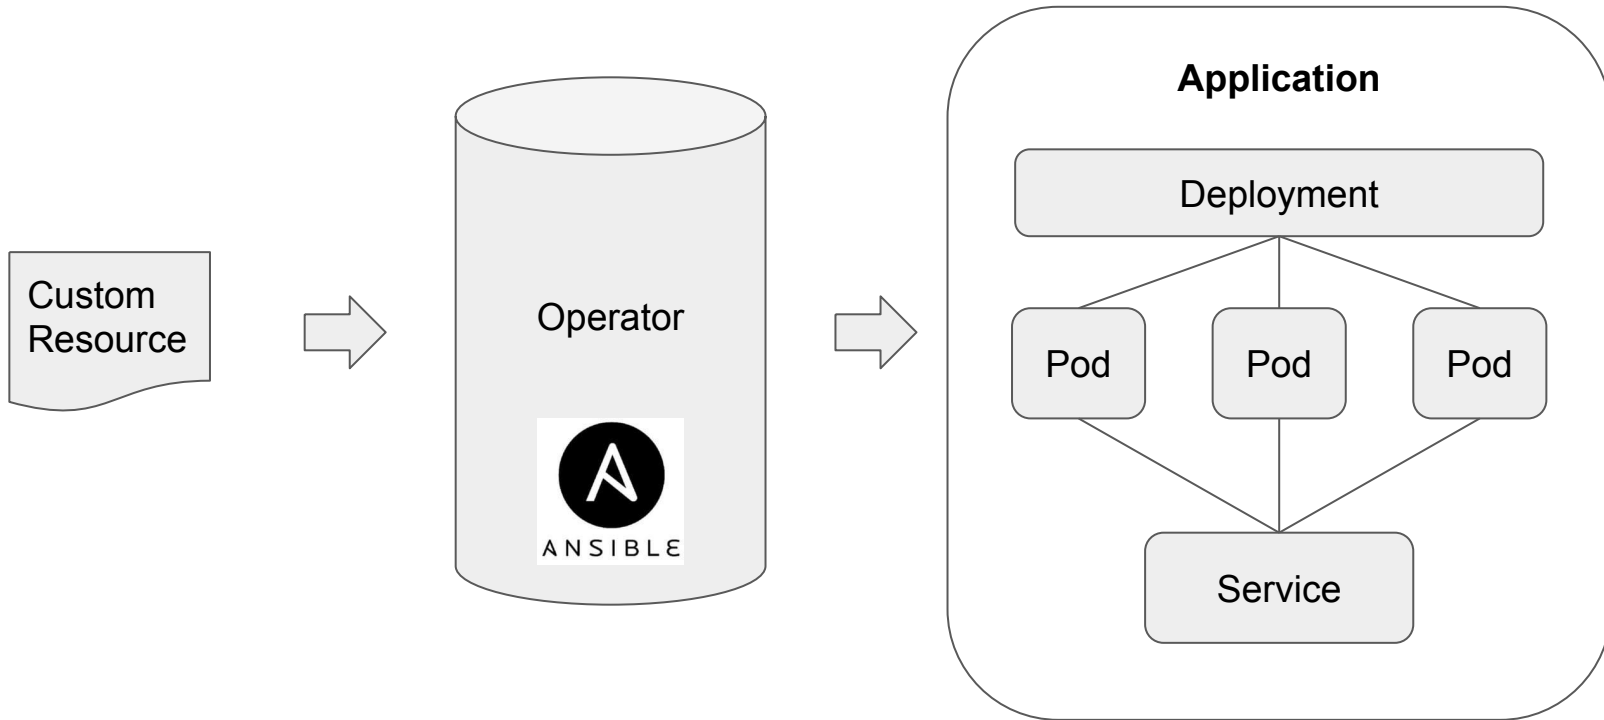 Custom
Resource
Operator
ANSIBLE
Application
Deployment
Pod
Pod
Pod
Service